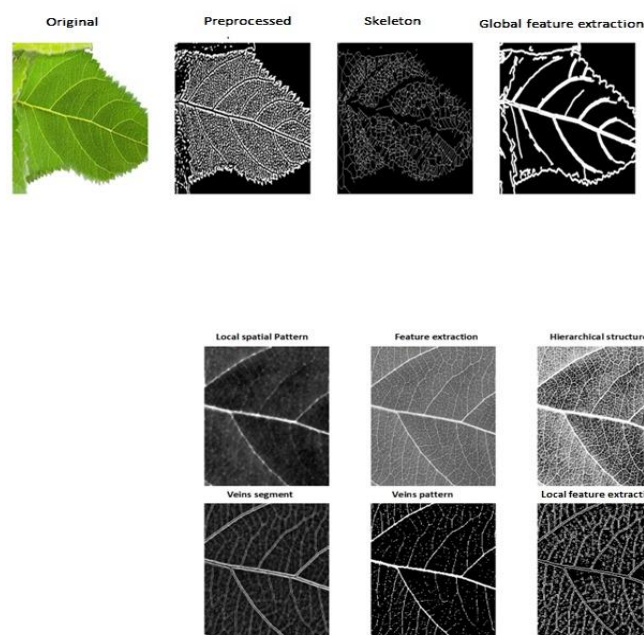 Original
Preprocessed
Skeleton
Global feature extraction
Local spatial Pattern
Feature extraction
Hierarchical structure
Veins segment
Veins pattern
Local feature extractio